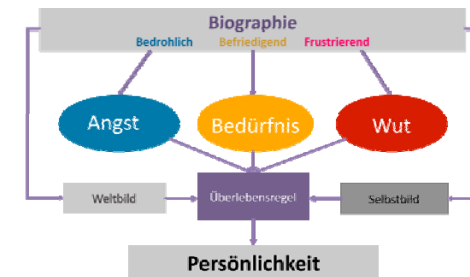 Biographie
Bedrohlich Befriedigend Frustrierend
Angst Bedürfnis Wut
Weltbild Überlebensregel Selbstbild
Persönlichkeit